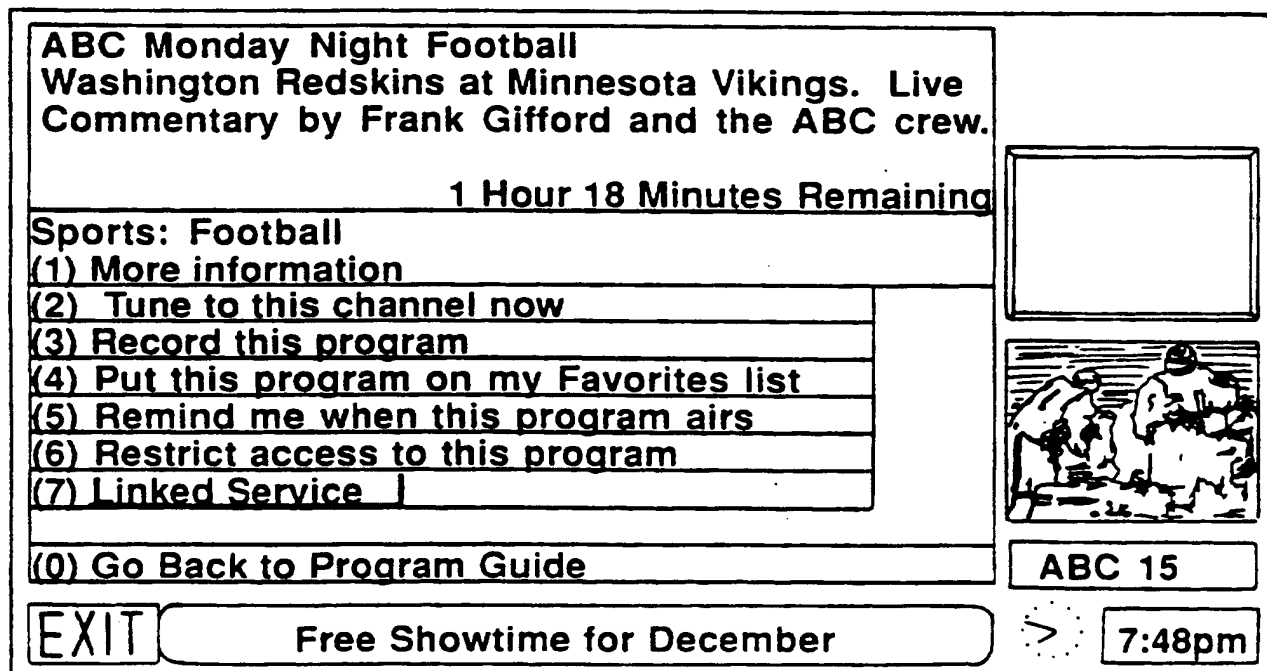 ABC Monday Night Football
Washington Redskins at Minnesota Vikings. Live
Commentary by Frank Gifford and the ABC crew.
1 Hour 18 Minutes Remaining
Sports: Football
(1) More information
(2) Tune to this channel now
(3) Record this program
(4) Put this program on my Favorites list
(5) Remind me when this program airs
(6) Restrict access to this program
(7) Linked Service
(0) Go Back to Program Guide
ABC 15
EXIT
Free Showtime for December
7:48pm